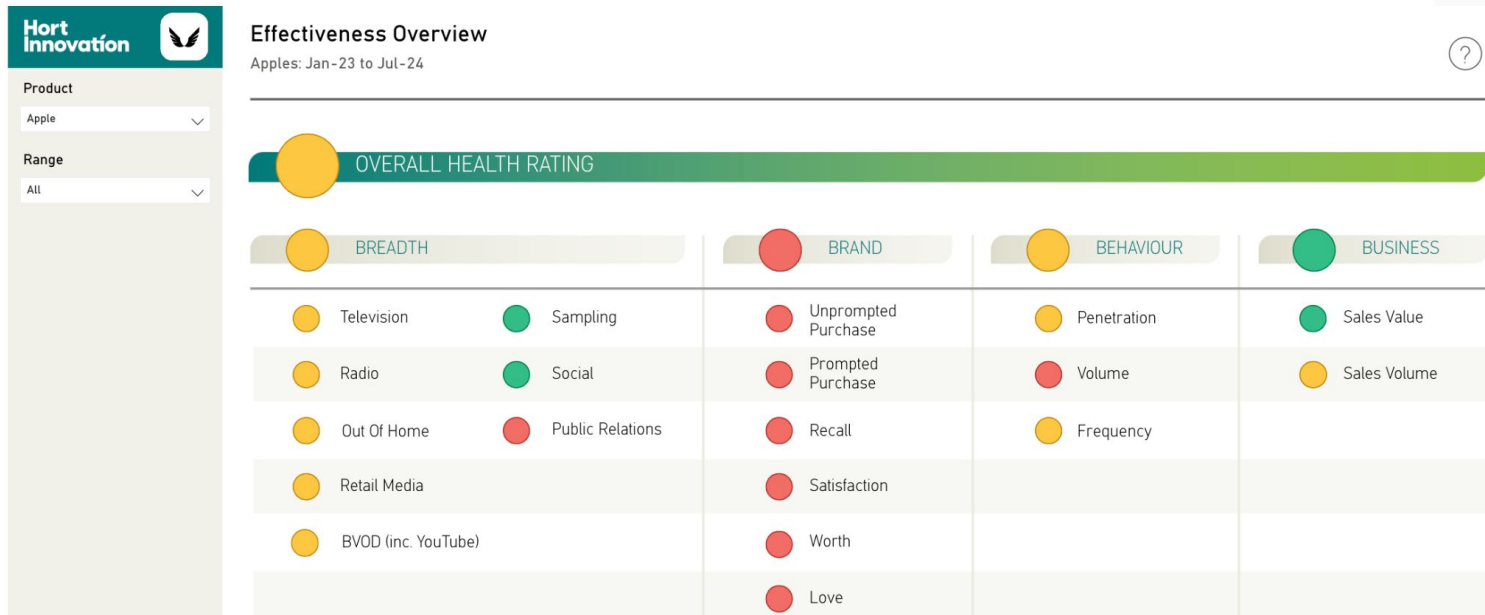 Hort
Innovation
Product
Apple
Range
All
Effectiveness Overview
Apples: Jan-23 to Jul-24
?
OVERALL HEALTH RATING
BREADTH
Television
Sampling
Radio
Social
Out Of Home
Public Relations
Retail Media
BVOD (inc. YouTube)
BRAND
Unprompted
Purchase
Prompted
Purchase
Recall
Satisfaction
Worth
Love
BEHAVIOUR
Penetration
Volume
Frequency
BUSINESS
Sales Value
Sales Volume